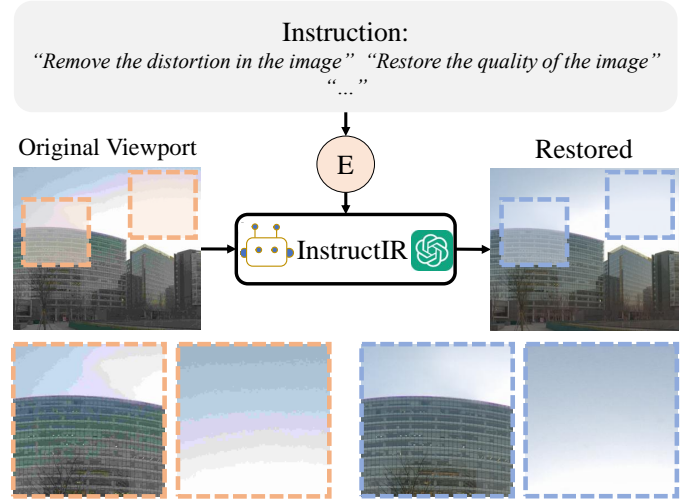 Instruction:
“Remove the distortion in the image” “Restore the quality of the image”
“...”
Original Viewport
E
Restored
InstructIR